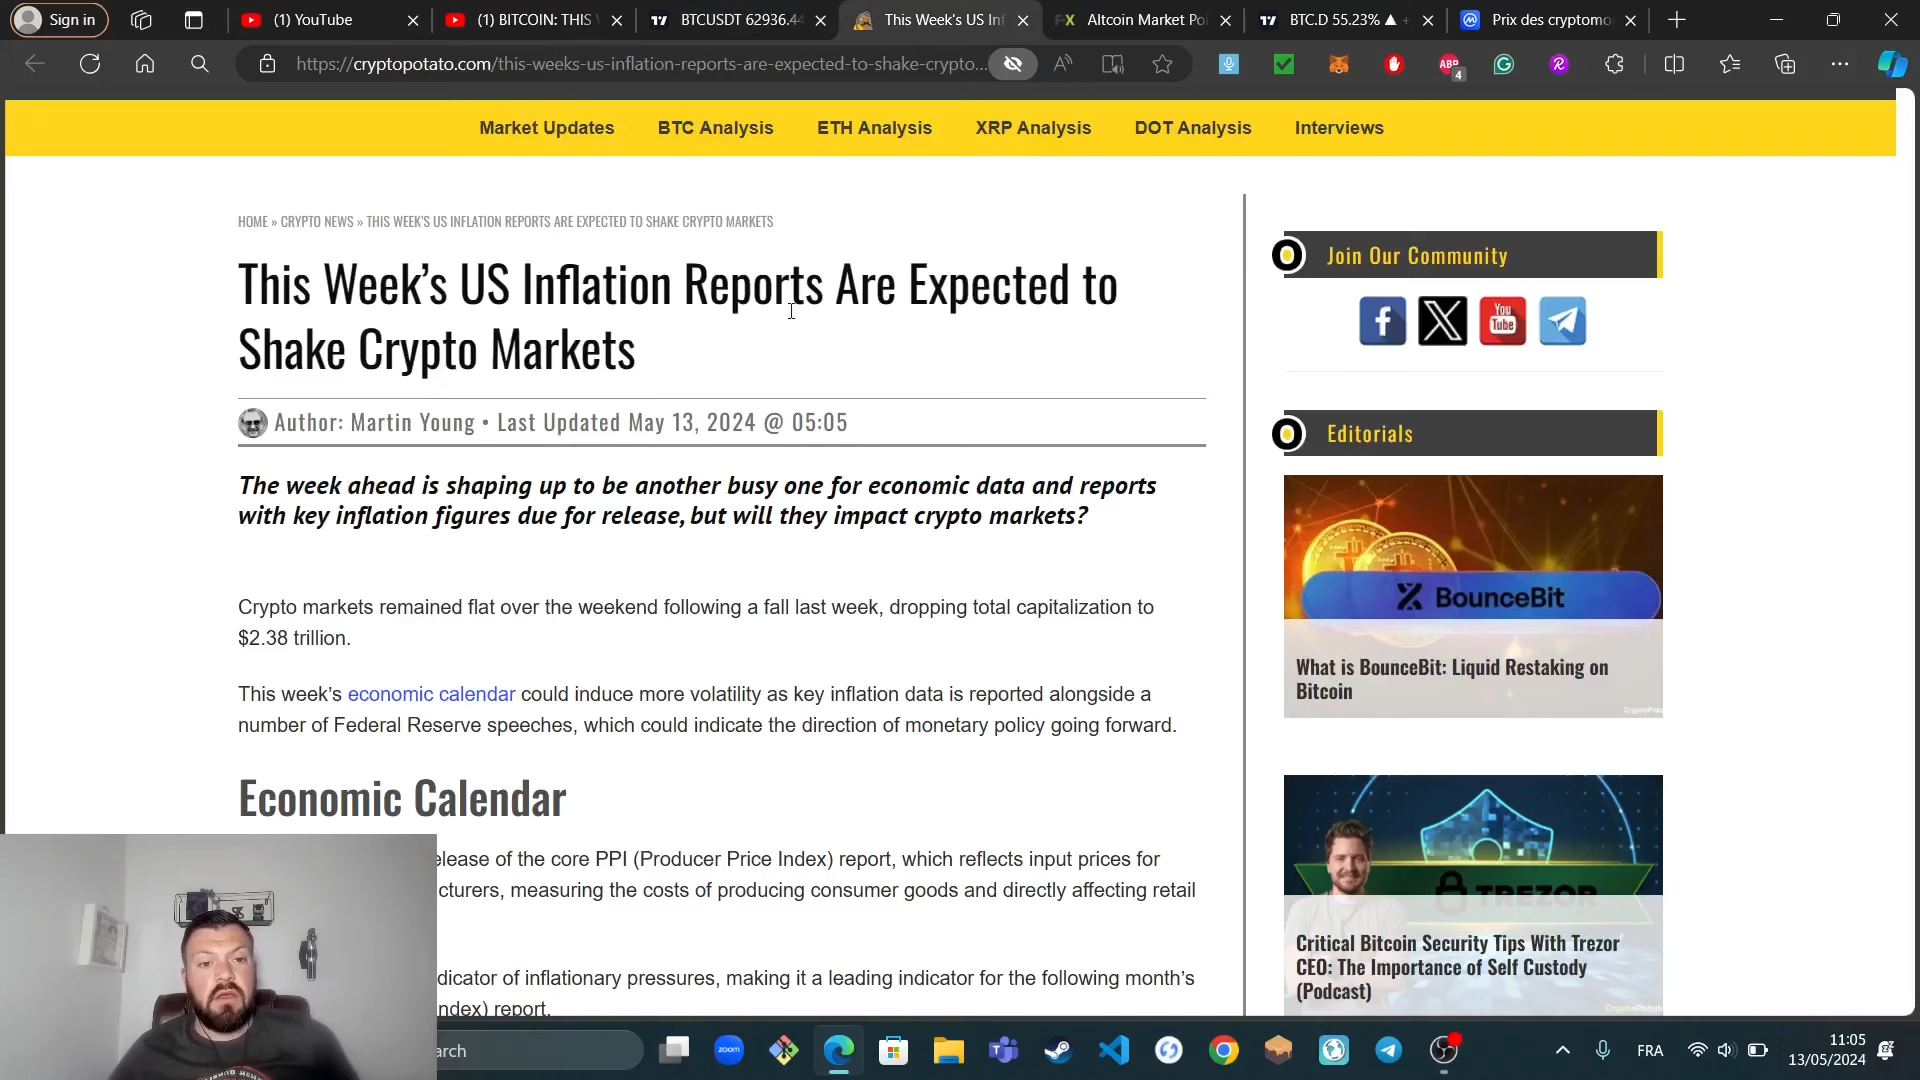 Sign in
(1) YouTube
(1) BITCOIN: THIS
BTCUSDT 62936.4
This Week's US Inf
Altcoin Market Po
BTC.D 55.23% ▲
Prix des cryptomo
https://cryptopotato.com/this-weeks-us-inflation-reports-are-expected-to-shake-crypto...
ABP
4
Market Updates
BTC Analysis
ETH Analysis
XRP Analysis
DOT Analysis
Interviews
HOME » CRYPTO NEWS » THIS WEEK'S US INFLATION REPORTS ARE EXPECTED TO SHAKE CRYPTO MARKETS
This Week’s US Inflation Reports Are Expected to
Shake Crypto Markets
Author: Martin Young • Last Updated May 13, 2024 @ 05:05
The week ahead is shaping up to be another busy one for economic data and reports
with key inflation figures due for release, but will they impact crypto markets?
Crypto markets remained flat over the weekend following a fall last week, dropping total capitalization to
$2.38 trillion.
This week’s economic calendar could induce more volatility as key inflation data is reported alongside a
number of Federal Reserve speeches, which could indicate the direction of monetary policy going forward.
Economic Calendar
elease of the core PPI (Producer Price Index) report, which reflects input prices for
cturers, measuring the costs of producing consumer goods and directly affecting retail
dicator of inflationary pressures, making it a leading indicator for the following month’s
ndex) report.
Join Our Community
You
Tube
Editorials
BounceBit
What is BounceBit: Liquid Restaking on
Bitcoin
TREZOR
Critical Bitcoin Security Tips With Trezor
CEO: The Importance of Self Custody
(Podcast)
arch
zoom
FRA
11:05
13/05/2024